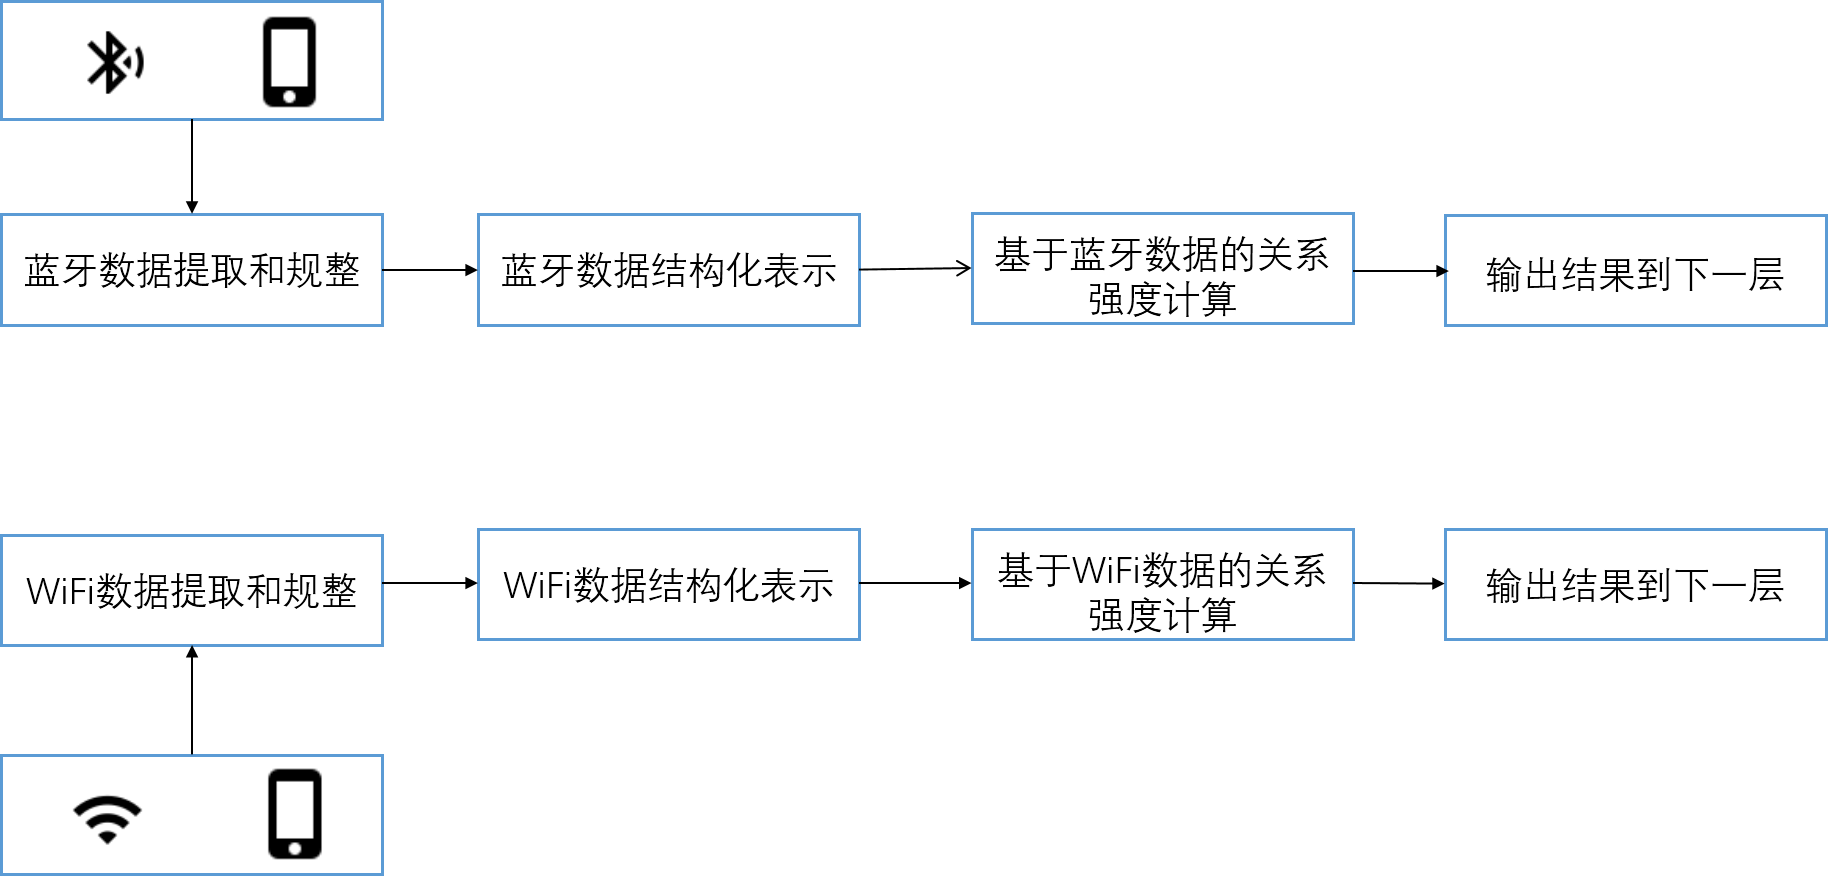 蓝牙数据提取和规整
蓝牙数据结构化表示
基于蓝牙数据的关系
强度计算
输出结果到下一层
WiFi数据提取和规整
WiFi数据结构化表示
基于WiFi数据的关系
强度计算
输出结果到下一层